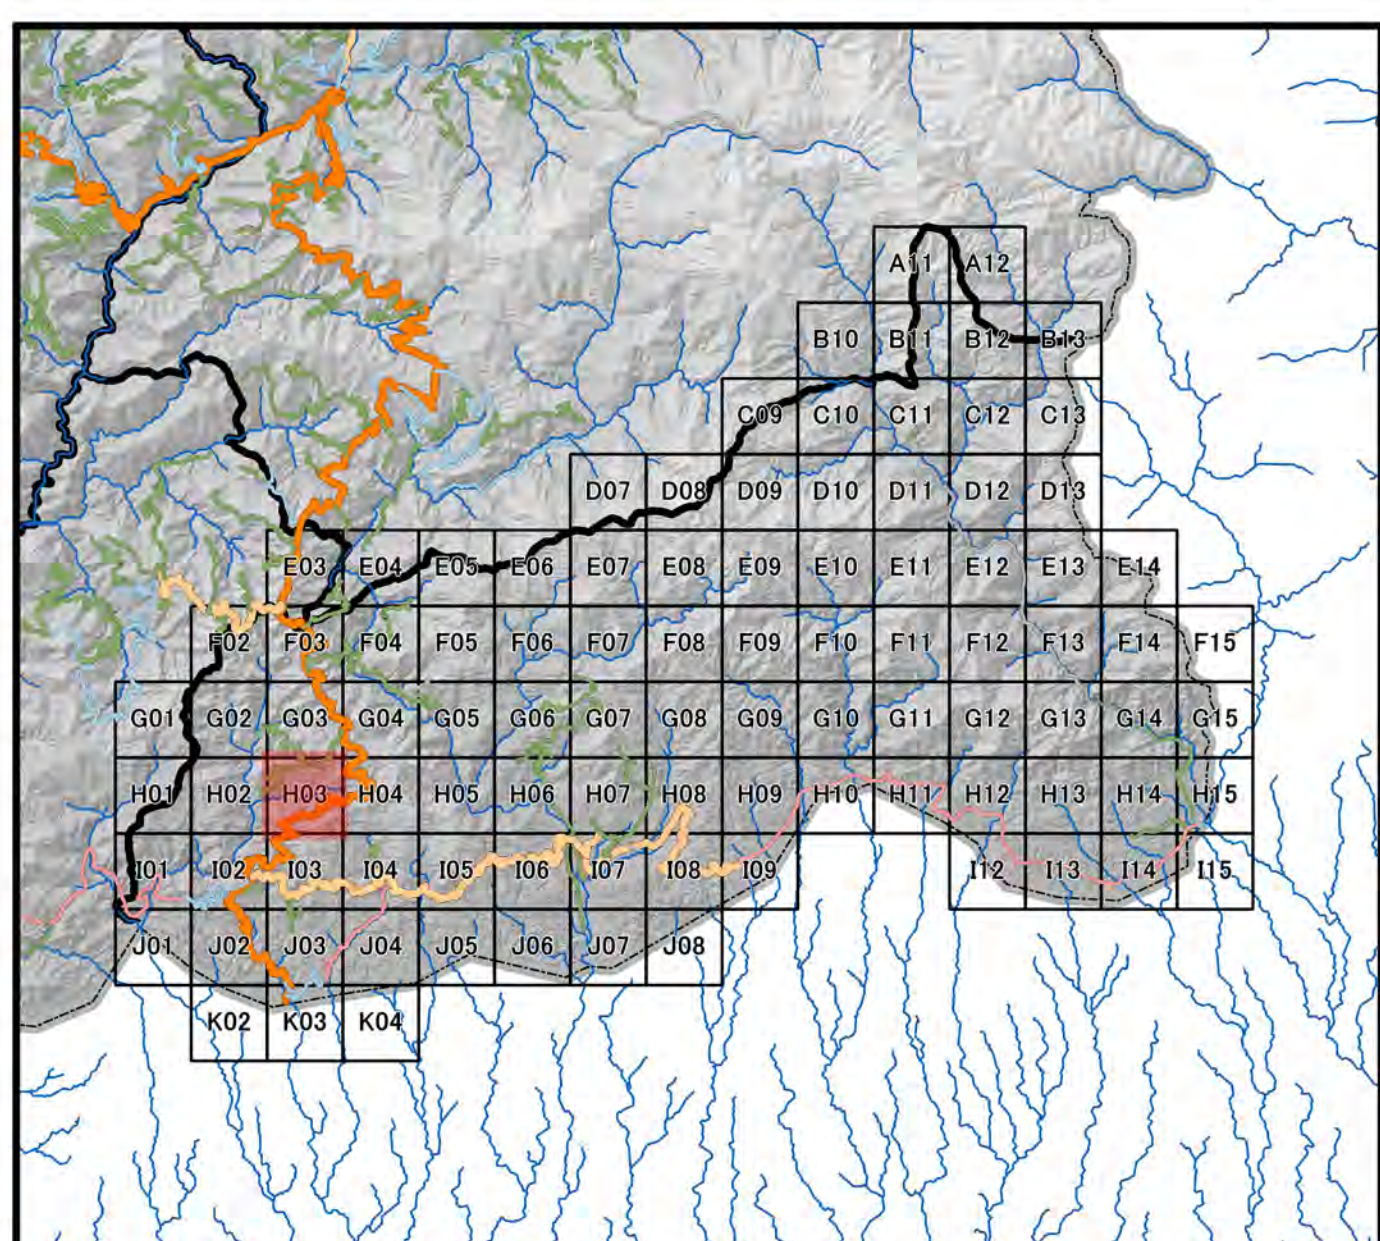 A11 A12
B10 B11 B12 B13
C09 C10 C11 C12 C13
D07 D08 D09 D10 D11 D12 D13
E03 E04 E05 E06 E07 E08 E09 E10 E11 E12 E13 E14
F02 F03 F04 F05 F06 F07 F08 F09 F10 F11 F12 F13 F14 F15
G01 G02 G03 G04 G05 G06 G07 G08 G09 G10 G11 G12 G13 G14 G15
H01 H02 H03 H04 H05 H06 H07 H08 H09 H10 H11 H12 H13 H14 H15
I01 I02 I03 I04 I05 I06 I07 I08 I09 I12 I13 I14 I15
J01 J02 J03 J04 J05 J06 J07 J08
K02 K03 K04